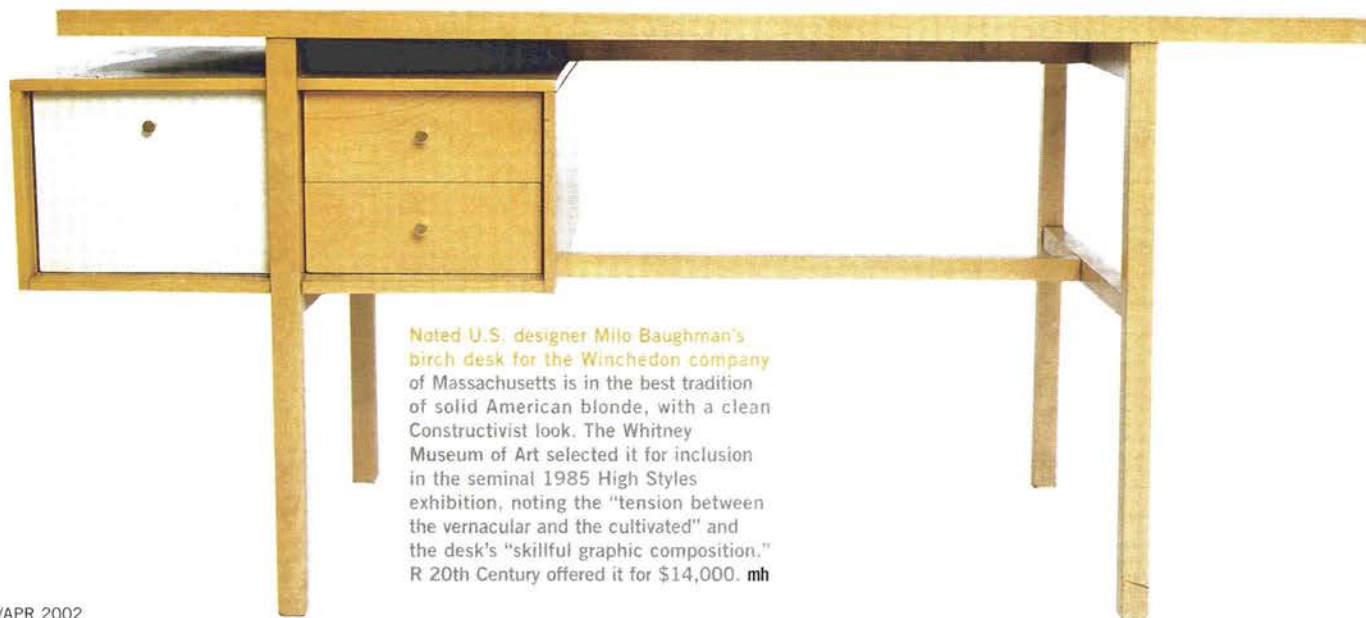 Noted U.S. designer Milo Baughman's
birch desk for the Winchedon company
of Massachusetts is in the best tradition
of solid American blonde, with a clean
Constructivist look. The Whitney
Museum of Art selected it for inclusion
in the seminal 1985 High Styles
exhibition, noting the “tension between
the vernacular and the cultivated” and
the desk's “skillful graphic composition.”
R 20th Century offered it for $14,000. mh
/APR 2002